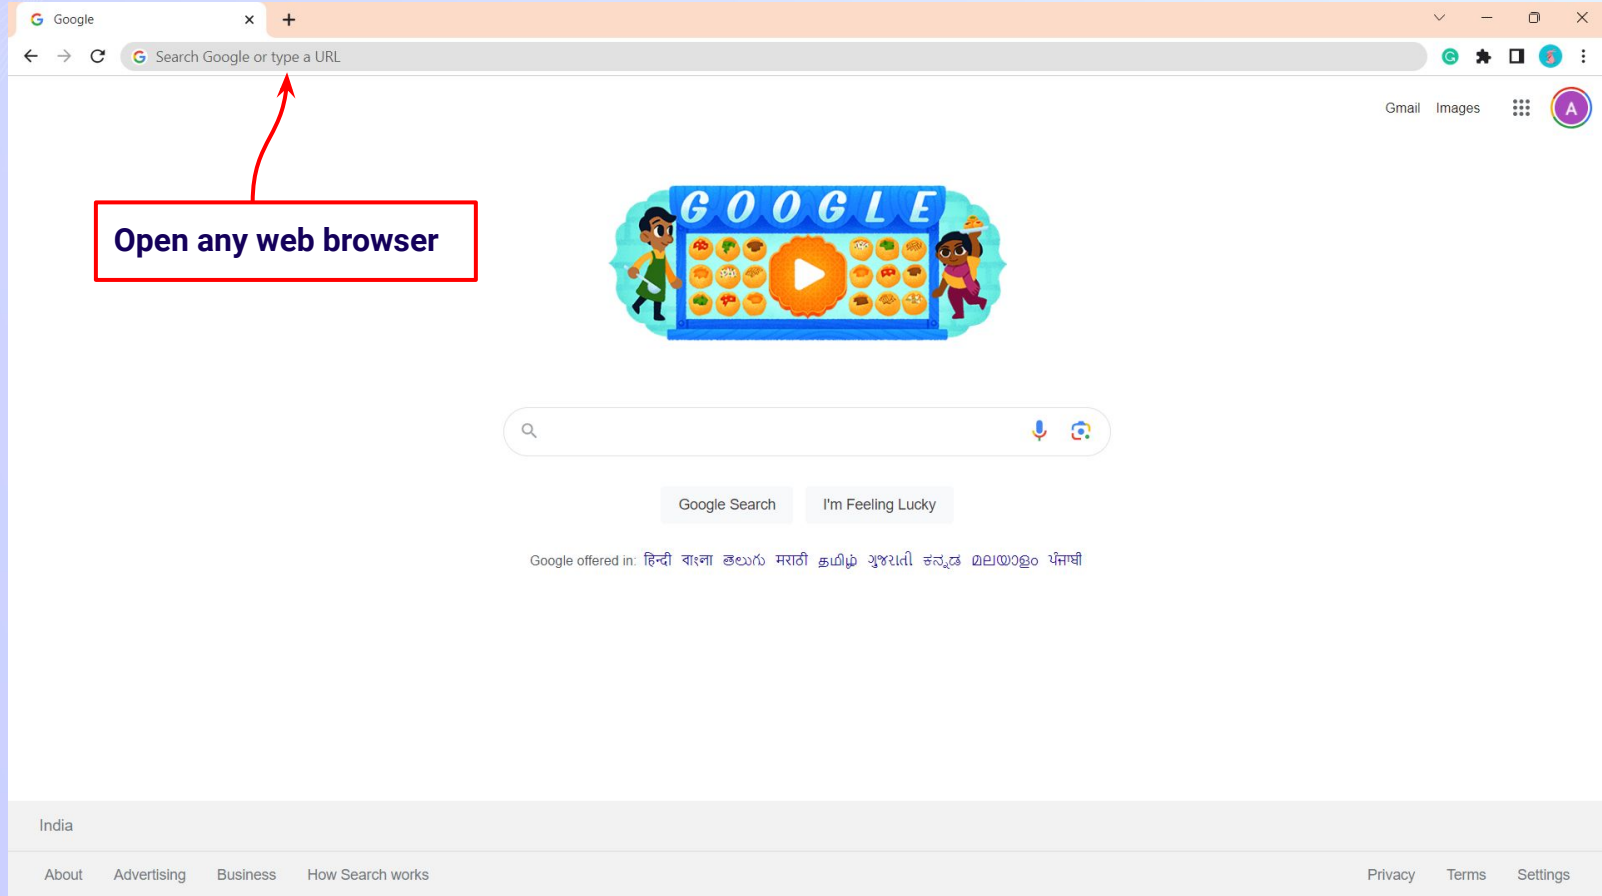 Google
Search Google or type a URL
Gmail Images
A
Open any web browser
GOOGLE
Google Search I'm Feeling Lucky
Google offered in: हिन्दी বাংলা తెలుగు मराठी தமிழ் ગુજરાતી ಕನ್ನಡ മലയാളം ਪੰਜਾਬੀ
India
About Advertising Business How Search works Privacy Terms Settings